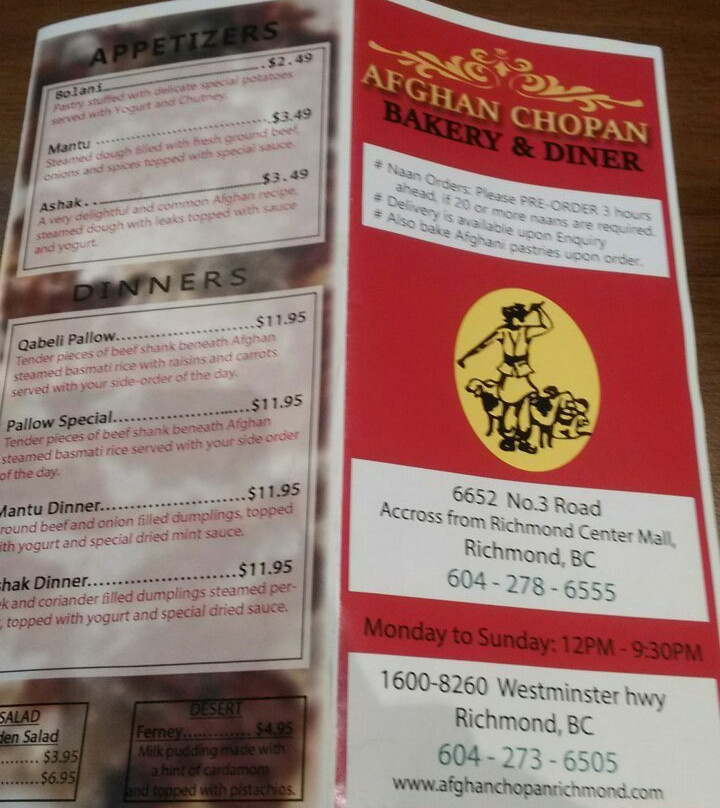 APPETIZERS
Bolani...................$2.49
Pastry stuffed with delicate special potatoes
served with Yogurt and Chutney.
Mantu ...................$3.49
Steamed dough filled with fresh ground beef,
onions and spices topped with special sauce.
Ashak...................$3.49
A very delightful and common Afghan recipe,
steamed dough with leaks topped with sauce
and yogurt.
DINNERS
Qabeli Pallow........................$11.95
Tender pieces of beef shank beneath Afghan
steamed basmati rice with raisins and carrots
served with your side-order of the day.
Pallow Special........................$11.95
Tender pieces of beef shank beneath Afghan
steamed basmati rice served with your side order
of the day.
Mantu Dinner........................$11.95
round beef and onion filled dumplings, topped
ith yogurt and special dried mint sauce.
shak Dinner........................$11.95
k and coriander filled dumplings steamed per-
, topped with yogurt and special dried sauce.
SALAD
den Salad
......... $3.95
.........$6.95
DESERT
Ferney............ $4.95
Milk pudding made with
a hint of cardamom
and topped with pistachios.
AFGHAN CHOPAN
BAKERY & DINER
# Naan Orders: Please PRE-ORDER 3 hours
ahead, if 20 or more naans are required.
# Delivery is available upon Enquiry
# Also bake Afghani pastries upon order.
6652 No.3 Road
Accross from Richmond Center Mall,
Richmond, BC
604 - 278 - 6555
Monday to Sunday: 12PM - 9:30PM
1600-8260 Westminster hwy
Richmond, BC
604 - 273 - 6505
www.afghanchopanrichmond.com